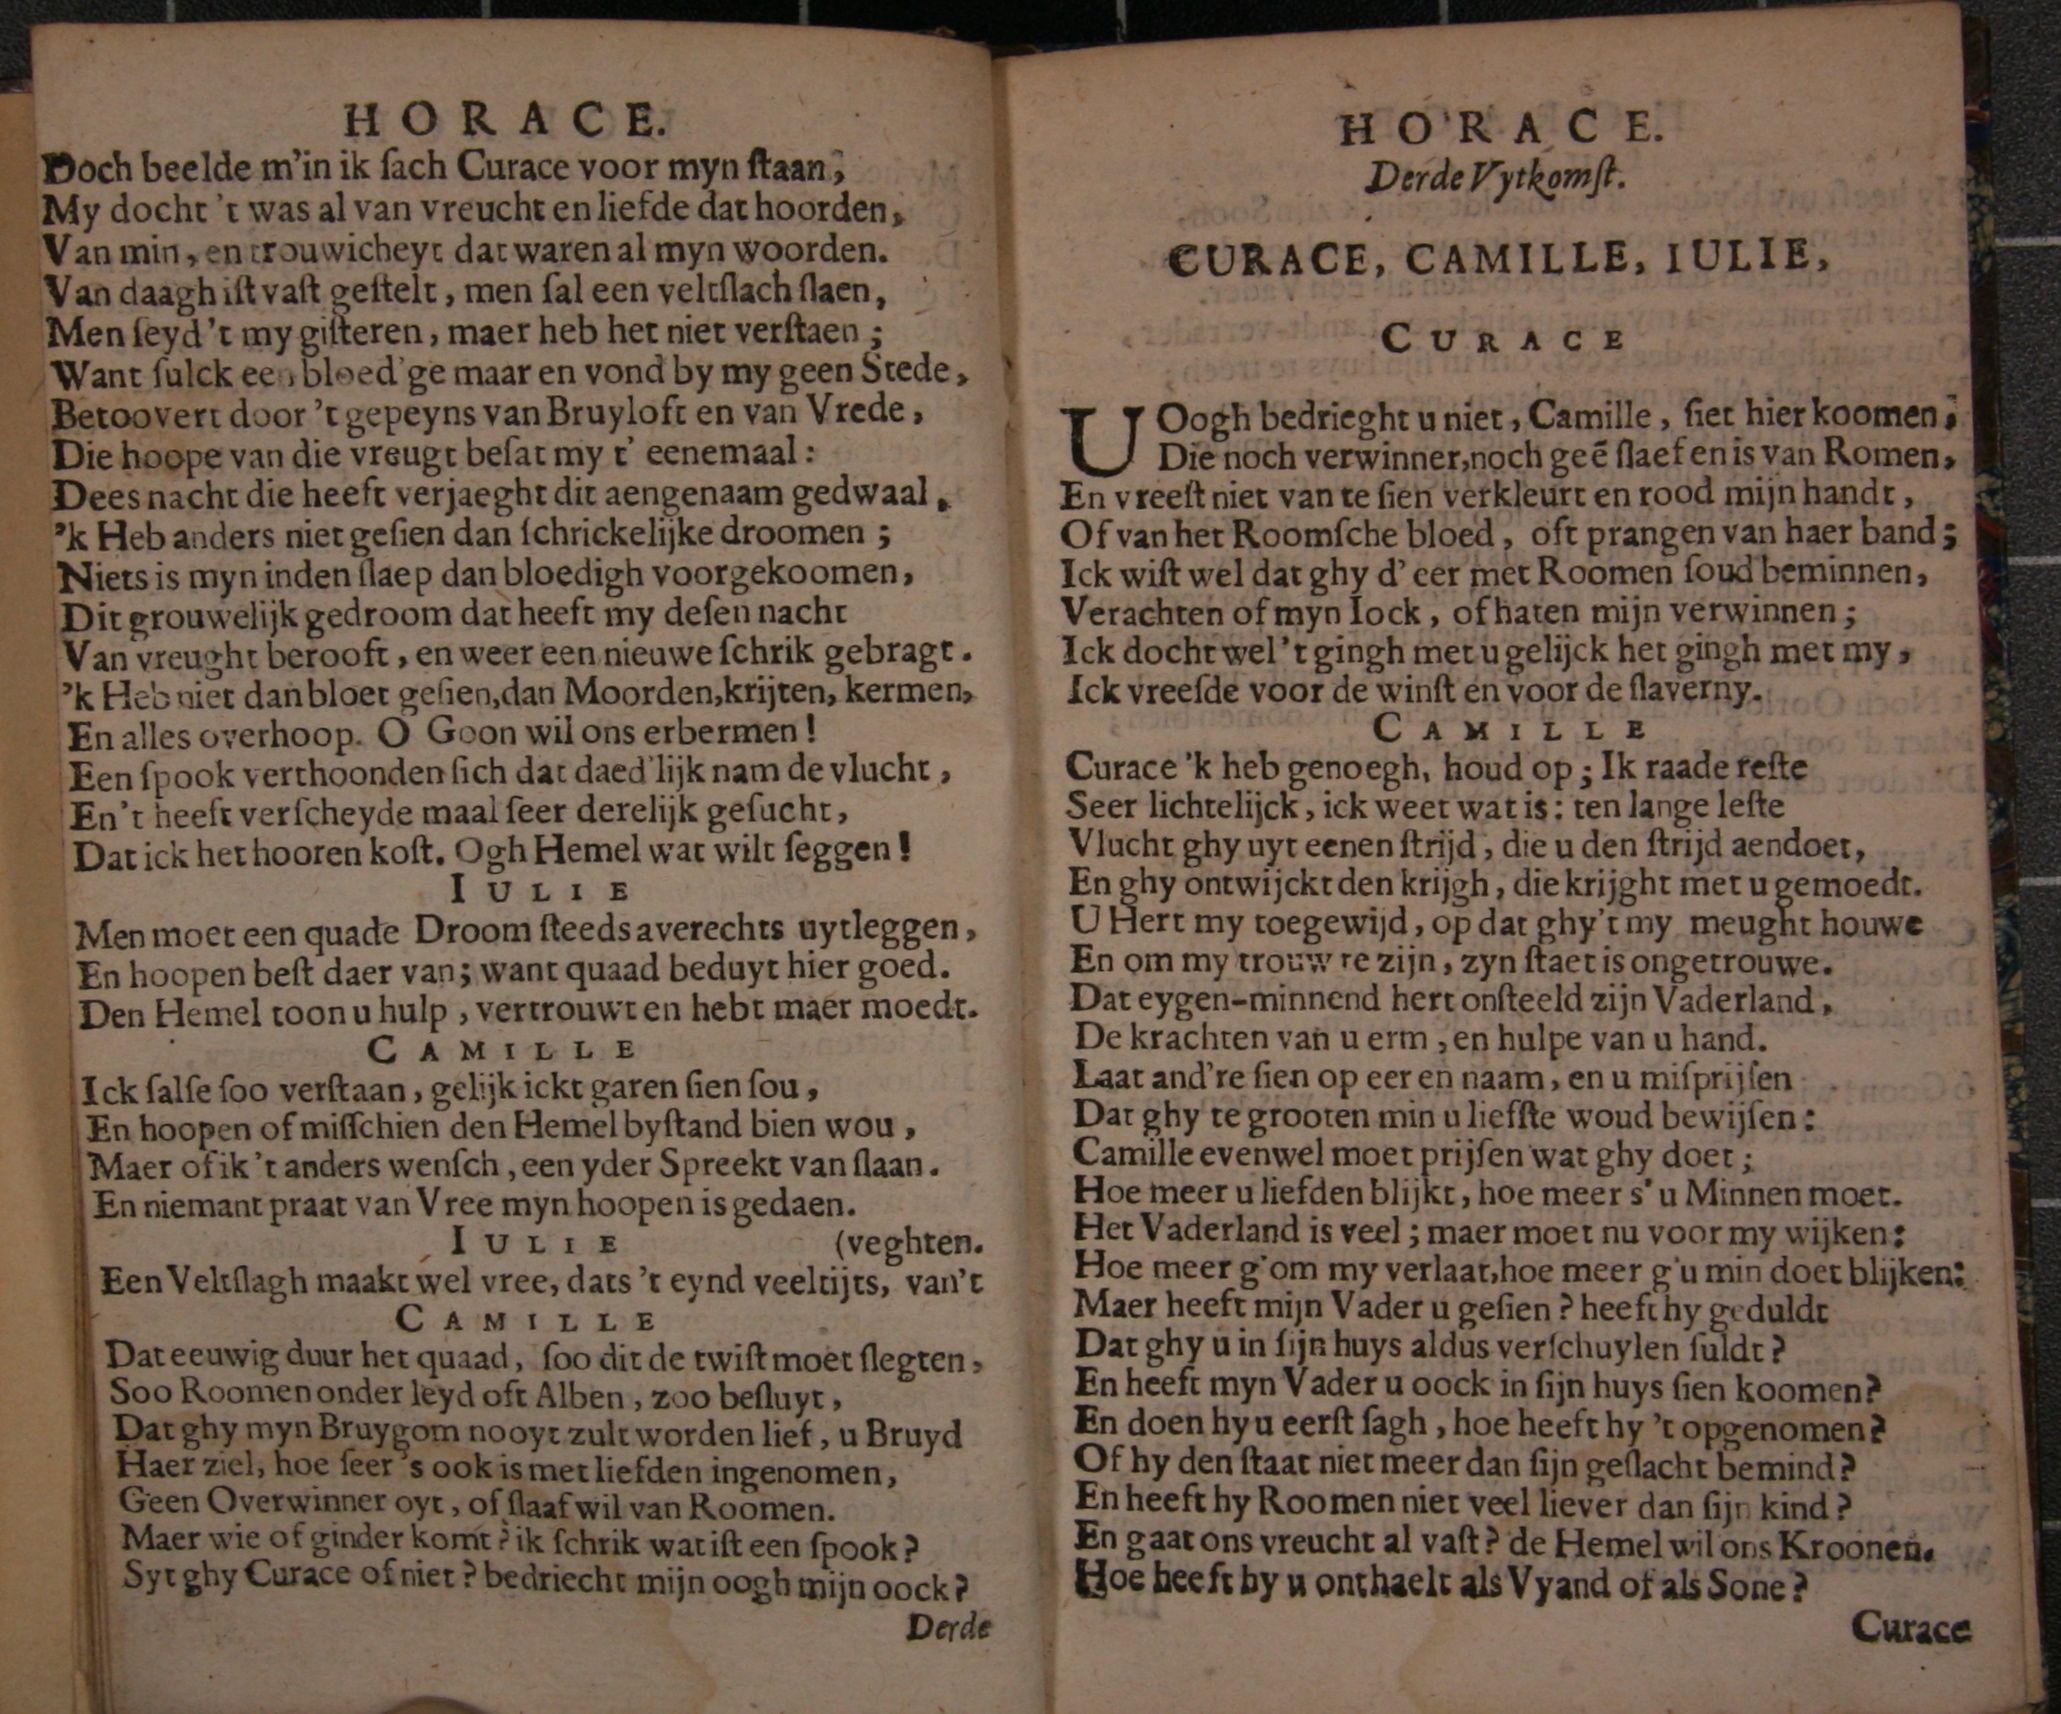 HORACE.
Doch beelde m'in ik ſach Curace voor myn ſtaan,
My docht 't was al van vreucht en liefde dat hoorden,
Van min, en trouwicheyt dat waren al myn woorden.
Van daagh iſt vaſt geſtelt, men ſal een veltſlach ſlaen,
Men ſeyd 't my giſteren, maer heb het niet verſtaen;
Want ſulck een bloed'ge maar en vond by my geen Stede,
Betoovert door 't gepeyns van Bruyloft en van Vrede,
Die hoope van die vreugt beſat my t' eenemaal:
Dees nacht die heeft verjaeght dit aengenaam gedwaal.
'k Heb anders niet geſien dan ſchrickelijke droomen;
Niets is myn inden ſlaep dan bloedigh voorgekoomen,
Dit grouwelijk gedroom dat heeft my deſen nacht
Van vreught berooft, en weer een nieuwe ſchrik gebragt.
'k Heb niet dan bloet geſien,dan Moorden,krijten, kermen,
En alles overhoop. O Goon wil ons erbermen!
Een ſpook verthoonden ſich dat daed'lijk nam de vlucht,
En't heeft verſcheyde maal ſeer derelijk geſucht,
Dat ick het hooren koſt. Ogh Hemel wat wilt ſeggen!
IULIE
Men moet een quade Droom ſteeds averechts uytleggen,
En hoopen beſt daer van; want quaad beduyt hier goed.
Den Hemel toon u hulp, vertrouwt en hebt maer moedt.
CAMILLE
Ick ſalſe ſoo verſtaan, gelijk ickt garen ſien ſou,
En hoopen of miſſchien den Hemel byſtand bien wou,
Maer of ik 't anders wenſch, een yder Spreekt van ſlaan.
En niemant praat van Vree myn hoopen is gedaen.
IULIE (veghten.
Een Veltſlagh maakt wel vree, dats 't eynd veeltijts, van't
CAMILLE
Dat eeuwig duur het quaad, ſoo dit de twiſt moet ſlegten,
Soo Roomen onder leyd oft Alben, zoo beſluyt,
Dat ghy myn Bruygom nooyt zult worden lief, u Bruyd
Haer ziel, hoe ſeer 's ook is met liefden ingenomen,
Geen Overwinner oyt, of ſlaaf wil van Roomen.
Maer wie of ginder komt? ik ſchrik wat iſt een ſpook?
Syt ghy Curace of niet? bedriecht mijn oogh mijn oock?
Derde
HORACE.
Derde Vytkomſt.
CURACE, CAMILLE, IULIE,
CURACE
U Oogh bedrieght u niet, Camille, ſiet hier koomen;
Die noch verwinner,noch geē ſlaef en is van Romen,
En vreeſt niet van te ſien verkleurt en rood mijn handt,
Of van het Roomſche bloed, oft prangen van haer band;
Ick wiſt wel dat ghy d' eer met Roomen ſoud beminnen,
Verachten of myn Iock, of haten mijn verwinnen;
Ick docht wel 't gingh met u gelijck het gingh met my,
Ick vreeſde voor de winſt en voor de ſlaverny.
CAMILLE
Curace 'k heb genoegh, houd op; Ik raade reſte
Seer lichtelijck, ick weet wat is: ten lange leſte
Vlucht ghy uyt eenen ſtrijd, die u den ſtrijd aendoet,
En ghy ontwijckt den krijgh, die krijght met u gemoedt.
U Hert my toegewijd, op dat ghy't my meught houwe
En om my trouw te zijn, zyn ſtaet is ongetrouwe.
Dat eygen-minnend hert onſteeld zijn Vaderland,
De krachten van u erm, en hulpe van u hand.
Laat and're ſien op eer en naam, en u miſprijſen
Dat ghy te grooten min u liefſte woud bewijſen:
Camille evenwel moet prijſen wat ghy doet;
Hoe meer u liefden blijkt, hoe meer s' u Minnen moet.
Het Vaderland is veel; maer moet nu voor my wijken:
Hoe meer g'om my verlaat,hoe meer g'u min doet blijken:
Maer heeft mijn Vader u geſien? heeft hy geduldt
Dat ghy u in ſijn huys aldus verſchuylen ſuldt?
En heeft myn Vader u oock in ſijn huys ſien koomen?
En doen hy u eerſt ſagh, hoe heeft hy 't opgenomen?
Of hy den ſtaat niet meer dan ſijn geſlacht bemind?
En heeft hy Roomen niet veel liever dan ſijn kind?
En gaat ons vreucht al vaſt? de Hemel wil ons Kroonen.
Hoe heeft hy u onthaelt als Vyand of als Sone?
Curace